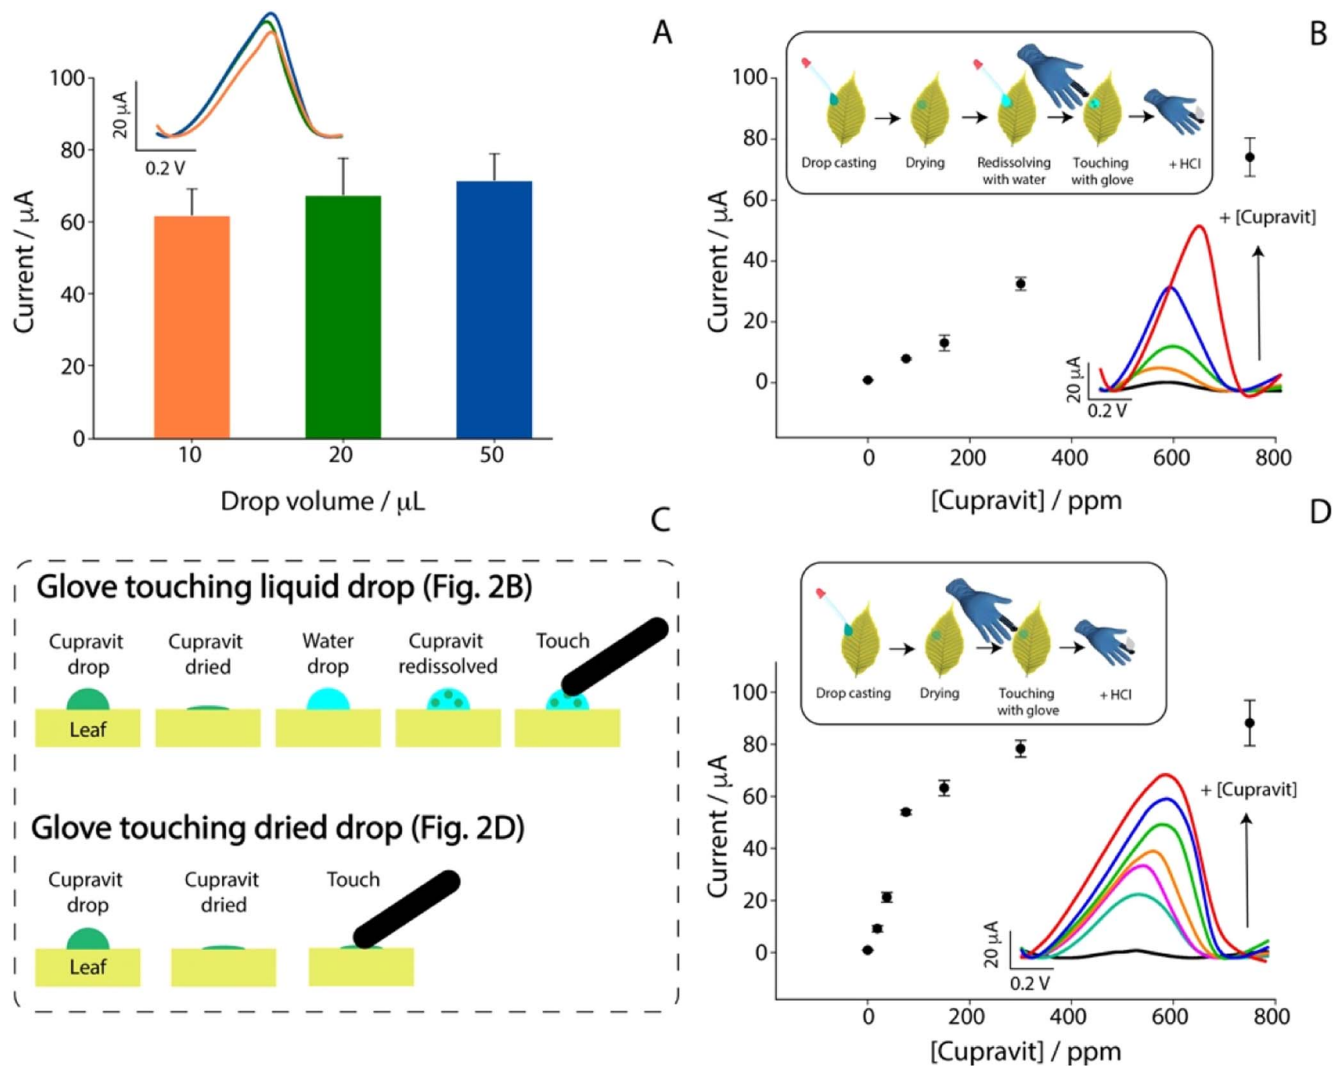 A
100
80
60
40
20
0
Current / μA
20 μA
0.2 V
10
20
50
Drop volume / μL
B
100
80
60
40
20
0
Current / μA
Drop casting
Drying
Redissolving
with water
Touching
with glove
+ HCl
+ [Cupravit]
20 μA
0.2 V
0
200
400
600
800
[Cupravit] / ppm
C
Glove touching liquid drop (Fig. 2B)
Cupravit
drop
Cupravit
dried
Water
drop
Cupravit
redissolved
Touch
Leaf
Glove touching dried drop (Fig. 2D)
Cupravit
drop
Cupravit
dried
Touch
Leaf
D
100
80
60
40
20
0
Current / μA
Drop casting
Drying
Touching
with glove
+ HCl
+ [Cupravit]
20 μA
0.2 V
0
200
400
600
800
[Cupravit] / ppm